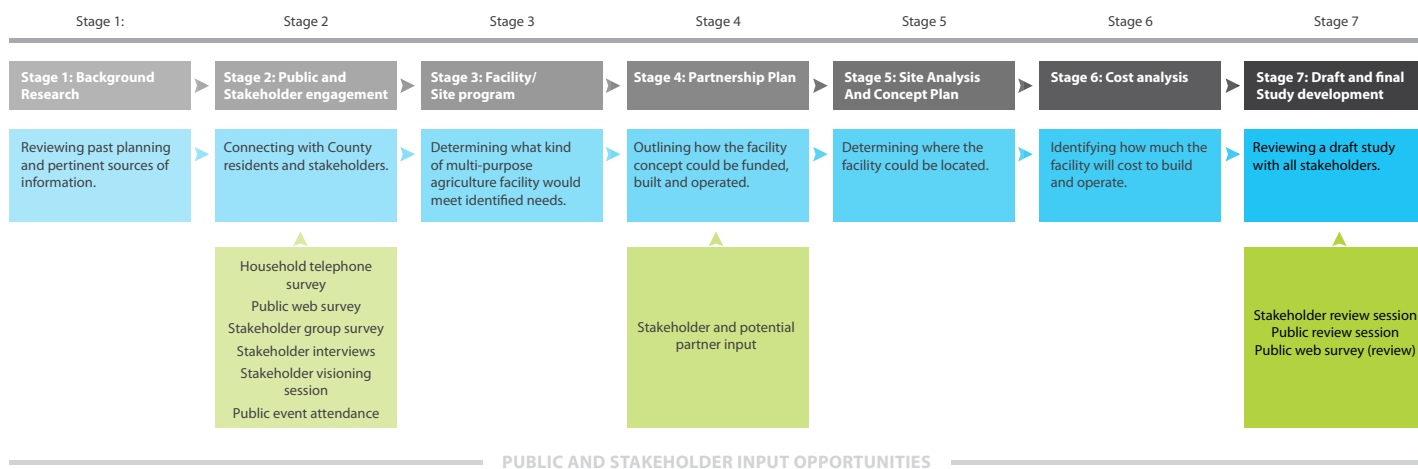 Stage 1:
Stage 2
Stage 3
Stage 4
Stage 5
Stage 6
Stage 7
Stage 1: Background
Research
Stage 2: Public and
Stakeholder engagement
Stage 3: Facility/
Site program
Stage 4: Partnership Plan
Stage 5: Site Analysis
And Concept Plan
Stage 6: Cost analysis
Stage 7: Draft and final
Study development
Reviewing past planning
and pertinent sources of
information.
Connecting with County
residents and stakeholders.
Determining what kind
of multi-purpose
agriculture facility would
meet identified needs.
Outlining how the facility
concept could be funded,
built and operated.
Determining where the
facility could be located.
Identifying how much the
facility will cost to build
and operate.
Reviewing a draft study
with all stakeholders.
Household telephone
survey
Public web survey
Stakeholder group survey
Stakeholder interviews
Stakeholder visioning
session
Public event attendance
Stakeholder and potential
partner input
Stakeholder review session
Public review session
Public web survey (review)
PUBLIC AND STAKEHOLDER INPUT OPPORTUNITIES